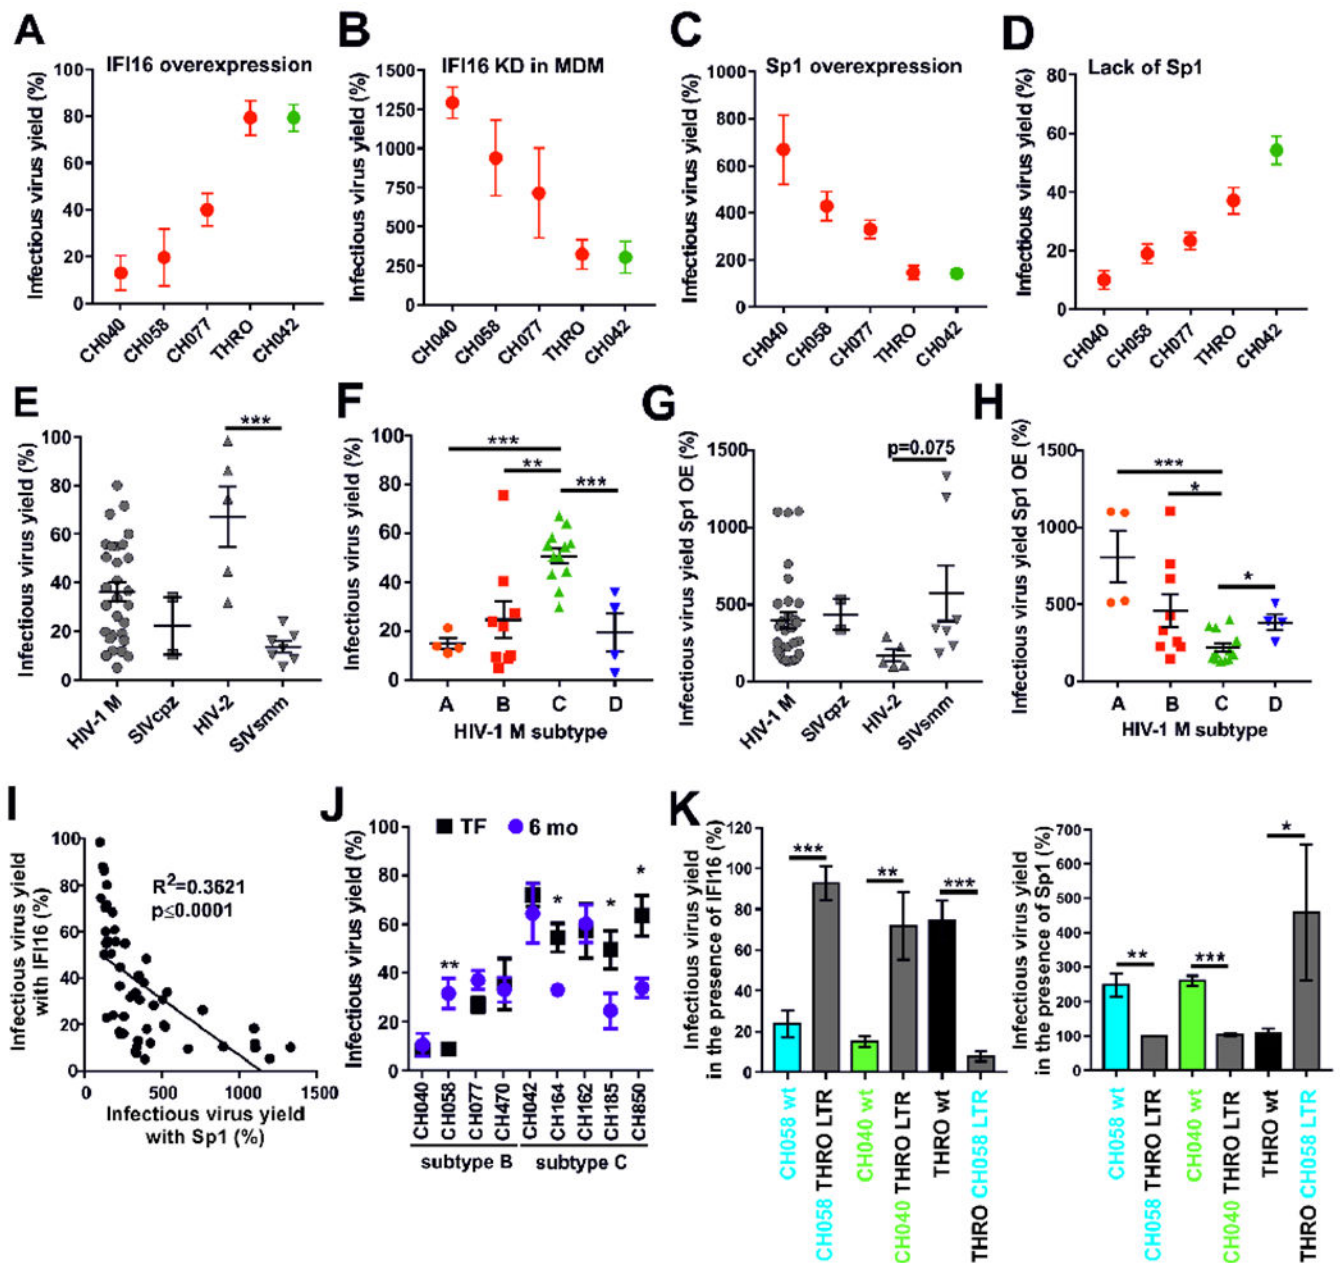 A
IFI16 overexpression
Infectious virus yield (%)
100
80
60
40
20
0
CH040
CH058
CH077
THRO
CH042
B
IFI16 KD in MDM
Infectious virus yield (%)
1500
1250
1000
750
500
250
0
CH040
CH058
CH077
THRO
CH042
C
Sp1 overexpression
Infectious virus yield (%)
1000
800
600
400
200
0
CH040
CH058
CH077
THRO
CH042
D
Lack of Sp1
Infectious virus yield (%)
80
60
40
20
0
CH040
CH058
CH077
THRO
CH042
E
***
Infectious virus yield (%)
100
80
60
40
20
0
HIV-1 M
SIVcpz
HIV-2
SIVsmm
F
***
**
***
Infectious virus yield (%)
100
80
60
40
20
0
A B C D
HIV-1 M subtype
G
p=0.075
Infectious virus yield Sp1 OE (%)
1500
1000
500
0
HIV-1 M
SIVcpz
HIV-2
SIVsmm
H
***
*
*
Infectious virus yield Sp1 OE (%)
1500
1000
500
0
A B C D
HIV-1 M subtype
I
R2=0.3621
p≤0.0001
Infectious virus yield
with IFI16 (%)
100
80
60
40
20
0
0 500 1000 1500
Infectious virus yield
with Sp1 (%)
J
TF 6 mo
**
*
*
*
Infectious virus yield (%)
100
80
60
40
20
0
CH040
CH058
CH077
CH470
CH042
CH164
CH162
CH185
CH850
subtype B subtype C
K
***
**
***
Infectious virus yield
in the presence of IFI16 (%)
120
100
80
60
40
20
0
CH058 wt
CH058 THRO LTR
CH040 wt
CH040 THRO LTR
THRO wt
THRO CH058 LTR
**
***
*
Infectious virus yield
in the presence of Sp1 (%)
700
600
500
400
300
200
100
0
CH058 wt
CH058 THRO LTR
CH040 wt
CH040 THRO LTR
THRO wt
THRO CH058 LTR